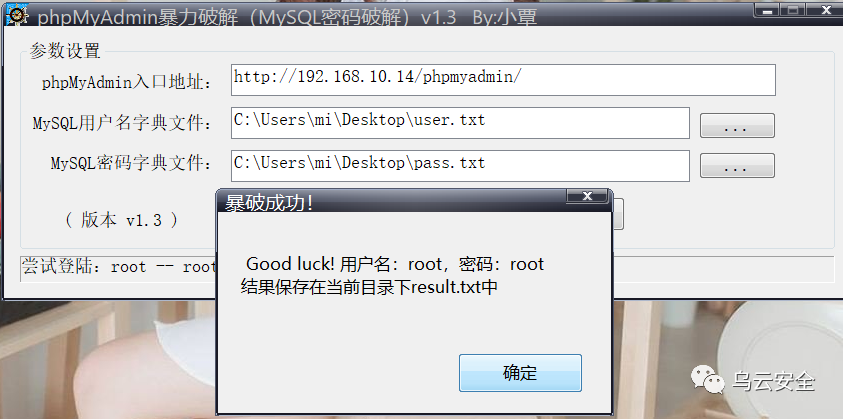 phpMyAdmin暴力破解（MySQL密码破解）v1.3 By:小覃
参数设置
phpMyAdmin入口地址: http://192.168.10.14/phpmyadmin/
MySQL用户名字典文件: C:\Users\mi\Desktop\user.txt ...
MySQL密码字典文件: C:\Users\mi\Desktop\pass.txt ...
( 版本 v1.3 )
尝试登陆: root -- root
暴破成功!
Good luck! 用户名：root，密码：root
结果保存在当前目录下result.txt中
确定
乌云安全